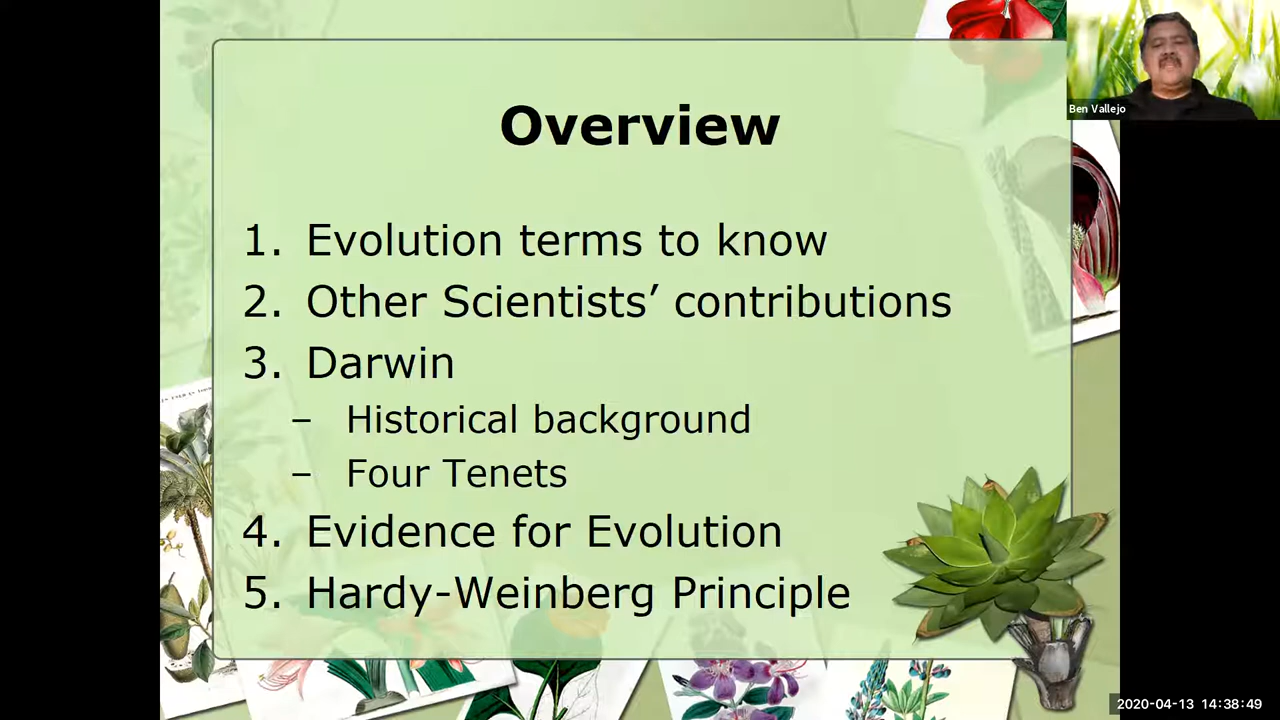 Overview
Ben Vallejo
1. Evolution terms to know
2. Other Scientists’ contributions
3. Darwin
– Historical background
– Four Tenets
4. Evidence for Evolution
5. Hardy-Weinberg Principle
2020-04-13 14:38:49